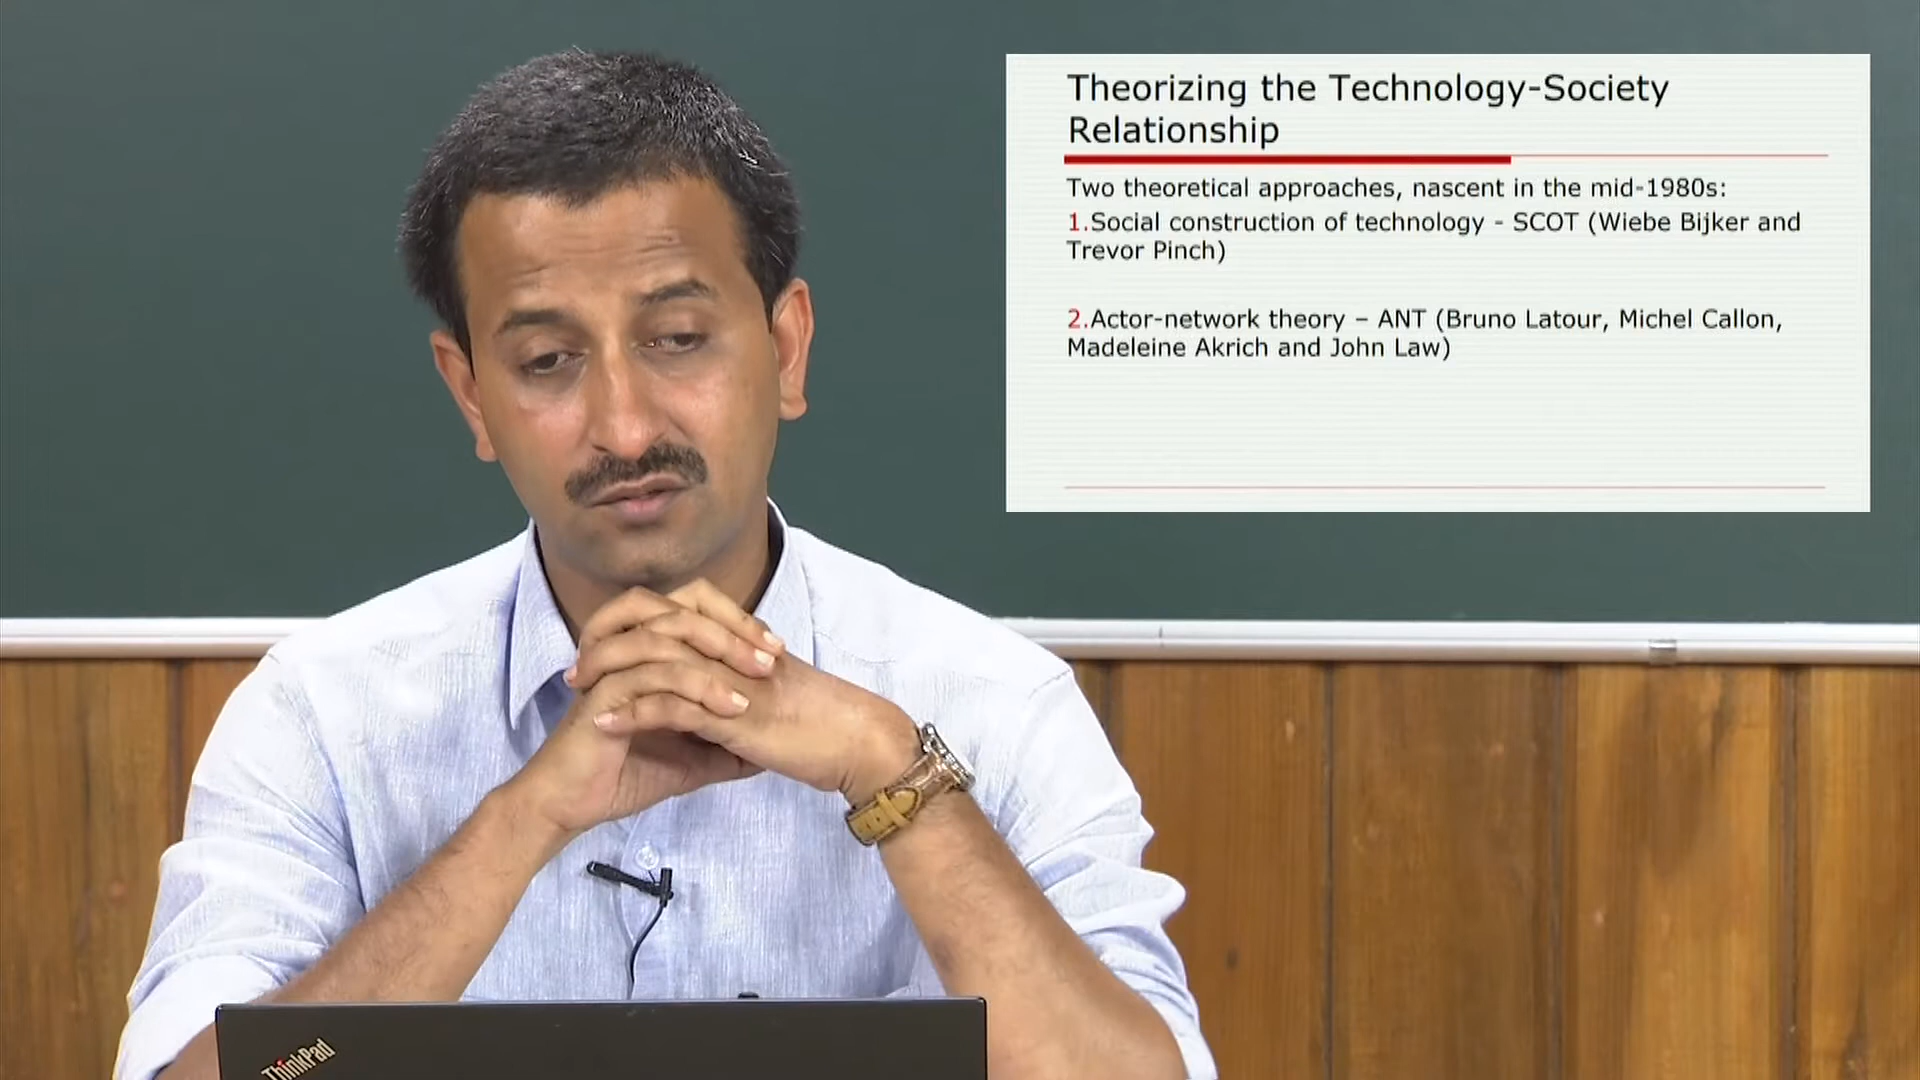 Theorizing the Technology-Society
Relationship
Two theoretical approaches, nascent in the mid-1980s:
1.Social construction of technology - SCOT (Wiebe Bijker and
Trevor Pinch)
2.Actor-network theory – ANT (Bruno Latour, Michel Callon,
Madeleine Akrich and John Law)
ThinkPad